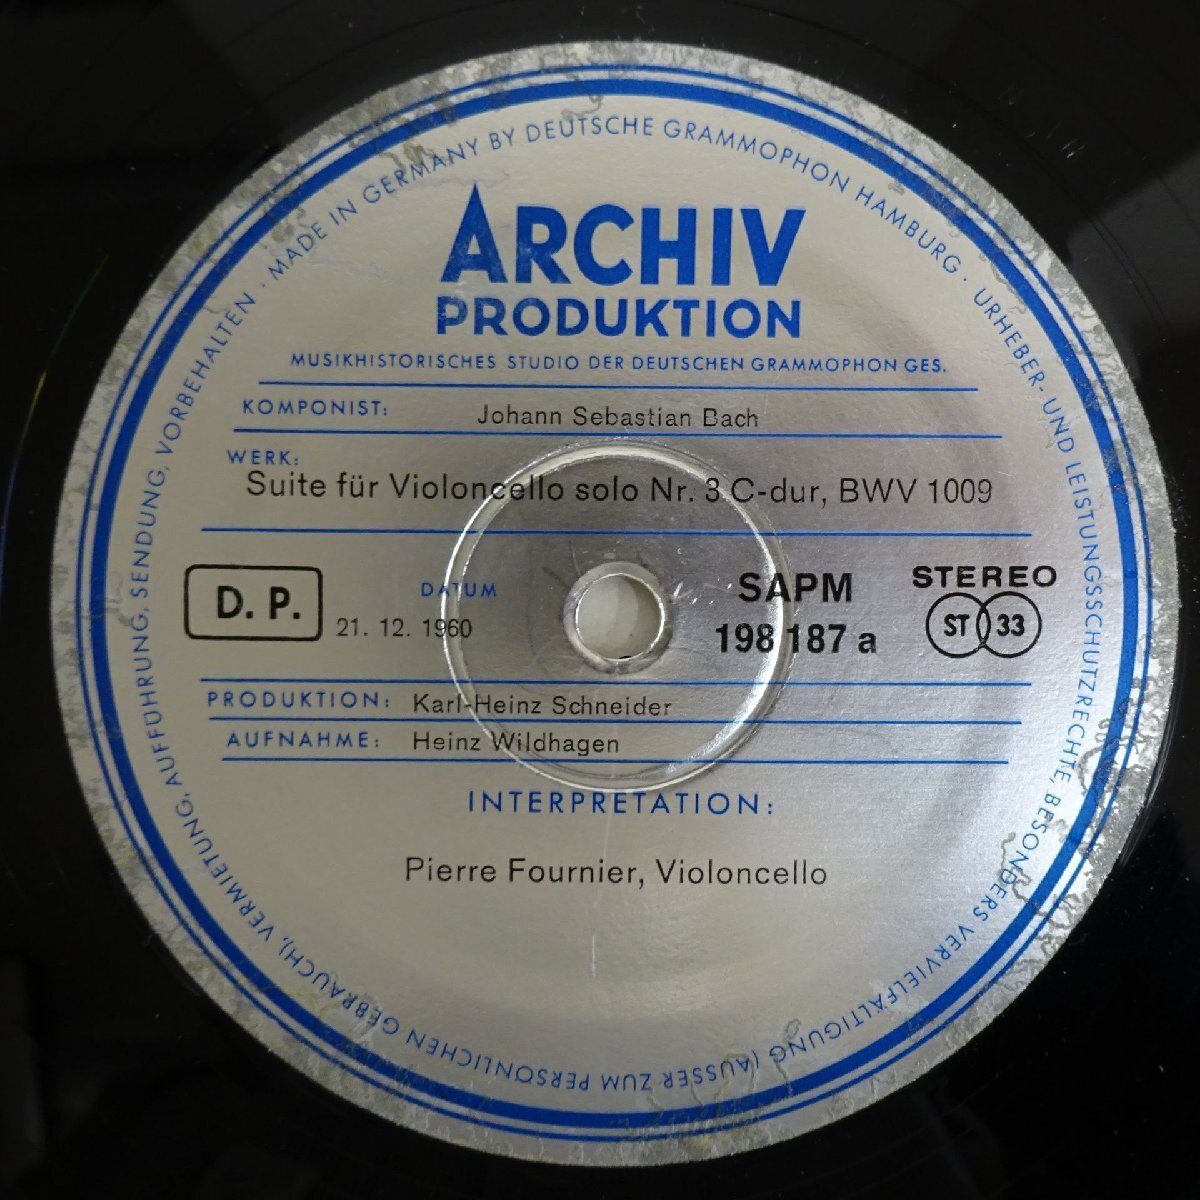 MADE IN GERMANY BY DEUTSCHE GRAMMOPHON HAMBURG · URHEBER- UND LEISTUNGSSCHUTZRECHTE, BESONDERS VERVIELFÄLTIGUNG (AUSSER ZUM PERSÖNLICHEN GEBRAUCH), VERMIETUNG, AUFFÜHRUNG, SENDUNG, VORBEHALTEN ·
ARCHIV
PRODUKTION
MUSIKHISTORISCHES STUDIO DER DEUTSCHEN GRAMMOPHON GES.
KOMPONIST: Johann Sebastian Bach
WERK:
Suite für Violoncello solo Nr. 3 C-dur, BWV 1009
D. P.
DATUM
21. 12. 1960
SAPM
198 187 a
STEREO
ST 33
PRODUKTION: Karl-Heinz Schneider
AUFNAHME: Heinz Wildhagen
INTERPRETATION:
Pierre Fournier, Violoncello